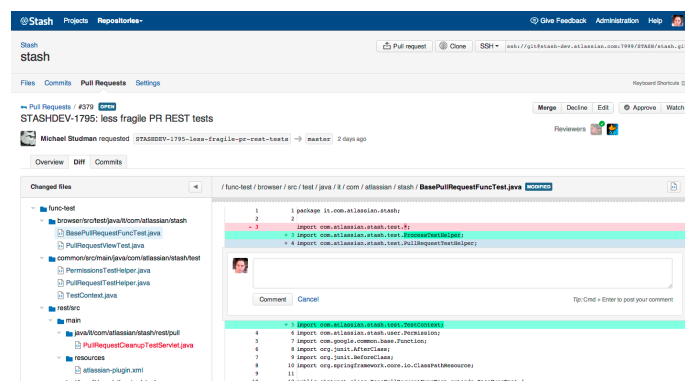 Stash Projects Repositories Give Feedback Administration Help
Stash
stash
Pull request Clone SSH ssh://git@stash-dev.atlassian.com:7999/STASH/stash.gi
Files Commits Pull Requests Settings Keyboard Shortcuts
Pull Requests / #379 OPEN Merge Decline Edit Approve Watch
STASHDEV-1795: less fragile PR REST tests
Reviewers
Michael Studman requested STASHDEV-1795-less-fragile-pr-rest-tests → master 2 days ago
Overview Diff Commits
Changed files
func-test
browser/src/test/java/it/com/atlassian/stash
BasePullRequestFuncTest.java
PullRequestViewTest.java
common/src/main/java/com/atlassian/stash/test
PermissionsTestHelper.java
PullRequestTestHelper.java
TestContext.java
rest/src
main
java/it/com/atlassian/stash/rest/pull
PullRequestCleanupTestServlet.java
resources
atlassian-plugin.xml
/ func-test / browser / src / test / java / it / com / atlassian / stash / BasePullRequestFuncTest.java MODIFIED
1 1 package it.com.atlassian.stash;
2 2
- 3 import com.atlassian.stash.test.*;
+ 3 import com.atlassian.stash.test.ProcessTestHelper;
+ 4 import com.atlassian.stash.test.PullRequestTestHelper;
Comment Cancel Tip: Cmd + Enter to post your comment
+ 5 import com.atlassian.stash.test.TestContext;
4 6 import com.atlassian.stash.user.Permission;
5 7 import com.google.common.base.Function;
6 8 import org.junit.AfterClass;
7 9 import org.junit.BeforeClass;
8 10 import org.springframework.core.io.ClassPathResource;
9 11